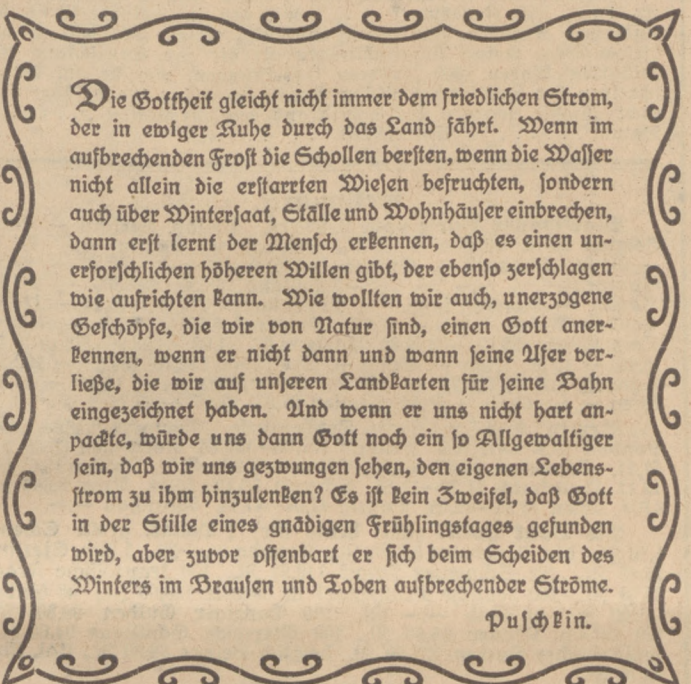 Die Gottheit gleicht nicht immer dem friedlichen Strom,
der in ewiger Ruhe durch das Land fährt. Wenn im
aufbrechenden Frost die Schollen bersten, wenn die Wasser
nicht allein die erstarrten Wiesen befruchten, sondern
auch über Wintersaat, Ställe und Wohnhäuser einbrechen,
dann erst lernt der Mensch erkennen, daß es einen un-
erforschlichen höheren Willen gibt, der ebenso zerschlagen
wie aufrichten kann. Wie wollten wir auch, unerzogene
Geschöpfe, die wir von Natur sind, einen Gott aner-
kennen, wenn er nicht dann und wann seine Ufer ver-
ließe, die wir auf unseren Landkarten für seine Bahn
eingezeichnet haben. Und wenn er uns nicht hart an-
packte, würde uns dann Gott noch ein so Allgewaltiger
sein, daß wir uns gezwungen sehen, den eigenen Lebens-
strom zu ihm hinzulenken? Es ist kein Zweifel, daß Gott
in der Stille eines gnädigen Frühlingstages gefunden
wird, aber zuvor offenbart er sich beim Scheiden des
Winters im Brausen und Toben aufbrechender Ströme.
Puschkin.